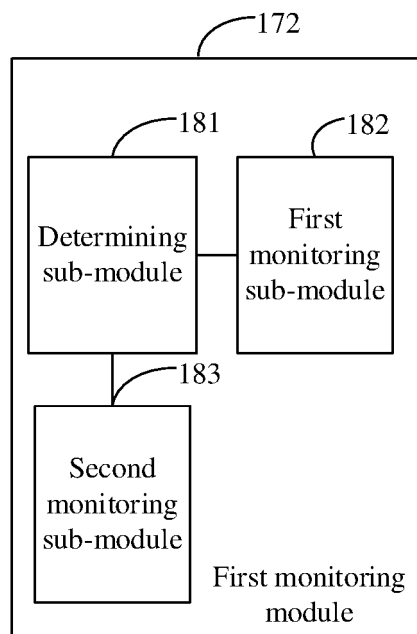 172
181
182
Determining
sub-module
First
monitoring
sub-module
183
Second
monitoring
sub-module
First monitoring
module